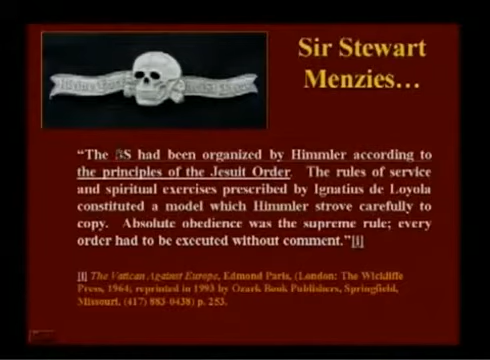 Sir Stewart
Menzies…
“The SS had been organized by Himmler according to
the principles of the Jesuit Order. The rules of service
and spiritual exercises prescribed by Ignatius de Loyola
constituted a model which Himmler strove carefully to
copy. Absolute obedience was the supreme rule; every
order had to be executed without comment.”[i]
[i] The Vatican Against Europe, Edmond Paris, (London: The Wickliffe
Press, 1964; reprinted in 1993 by Ozark Book Publishers, Springfield,
Missouri, (417) 883-0438) p. 253.